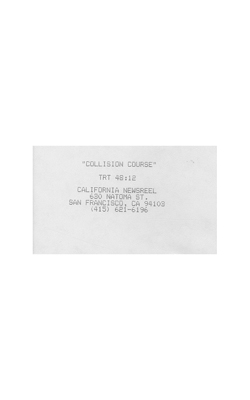 "COLLISION COURSE"
TRT 48:12
CALIFORNIA NEWSREEL
630 NATOMA ST.
SAN FRANCISCO, CA 94103
(415) 621-6196